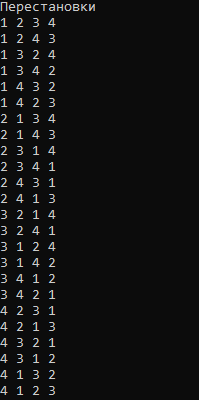 Перестановки
1 2 3 4
1 2 4 3
1 3 2 4
1 3 4 2
1 4 3 2
1 4 2 3
2 1 3 4
2 1 4 3
2 3 1 4
2 3 4 1
2 4 3 1
2 4 1 3
3 2 1 4
3 2 4 1
3 1 2 4
3 1 4 2
3 4 1 2
3 4 2 1
4 2 3 1
4 2 1 3
4 3 2 1
4 3 1 2
4 1 3 2
4 1 2 3